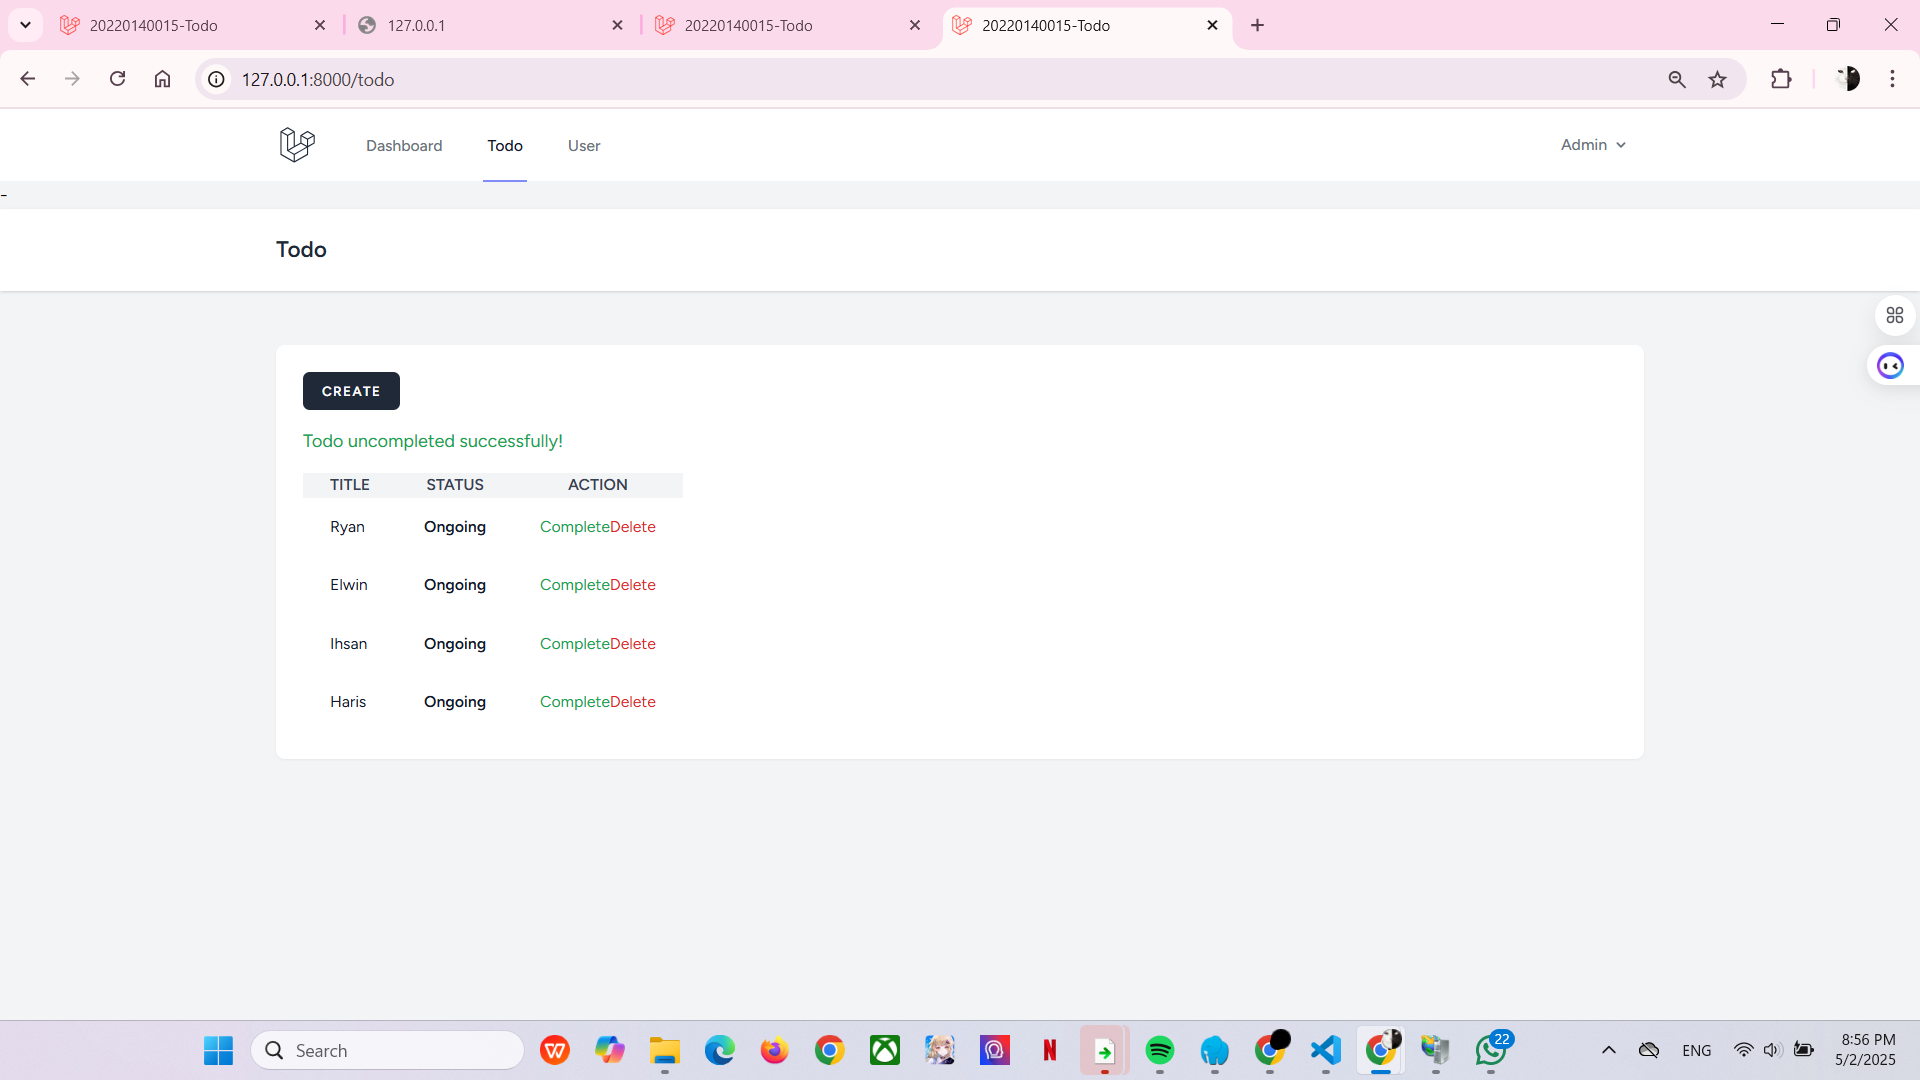 20220140015-Todo
127.0.0.1
20220140015-Todo
20220140015-Todo
127.0.0.1:8000/todo
Dashboard
Todo
User
Admin
-
Todo
CREATE
Todo uncompleted successfully!
TITLE STATUS ACTION
Ryan Ongoing CompleteDelete
Elwin Ongoing CompleteDelete
Ihsan Ongoing CompleteDelete
Haris Ongoing CompleteDelete
Search
W
N
22
ENG
8:56 PM
5/2/2025